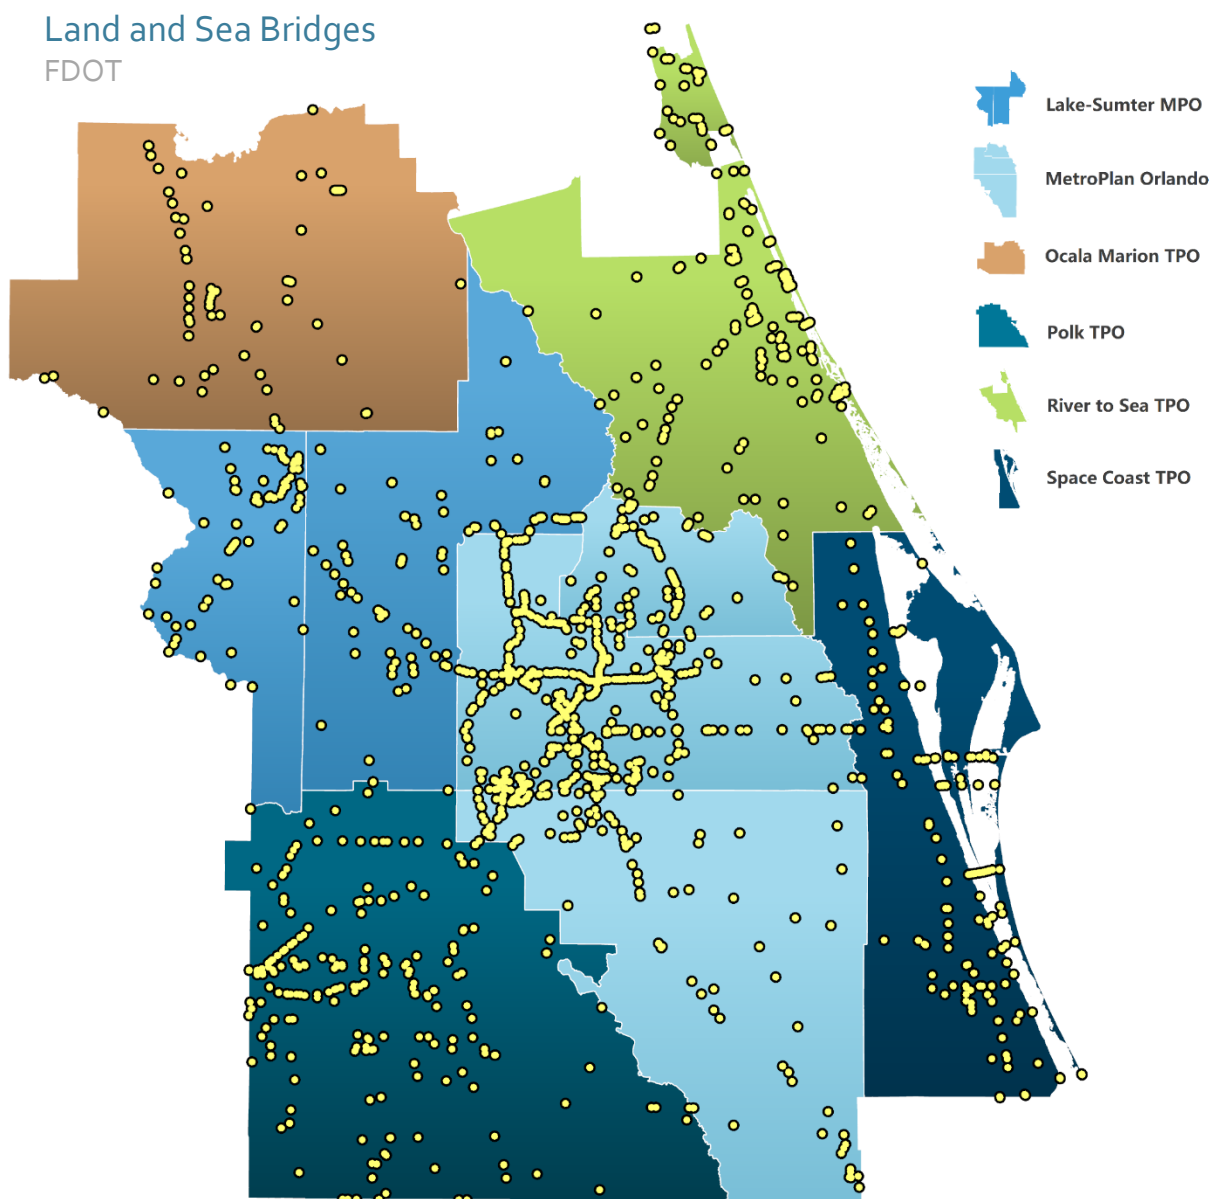 Land and Sea Bridges
FDOT
Lake-Sumter MPO
MetroPlan Orlando
Ocala Marion TPO
Polk TPO
River to Sea TPO
Space Coast TPO